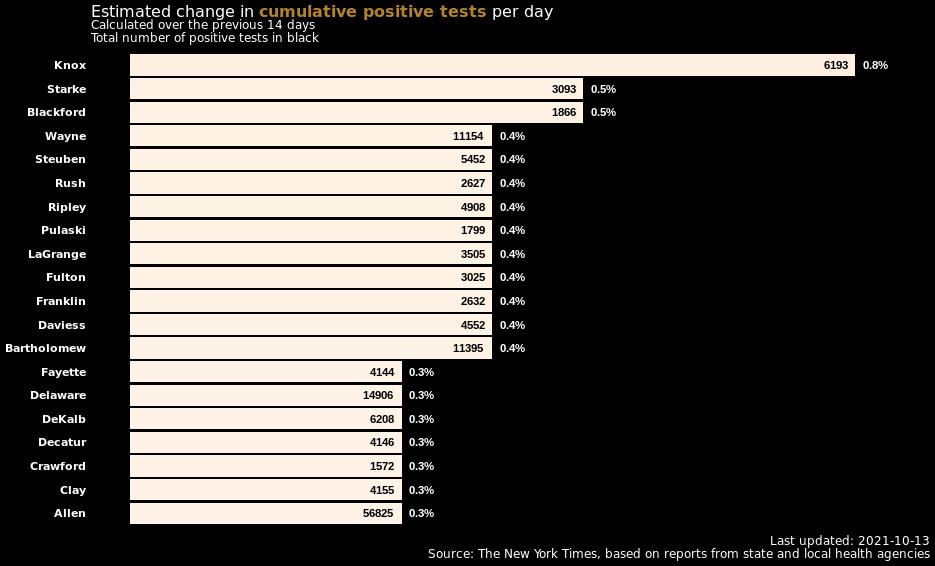 Estimated change in cumulative positive tests per day
Calculated over the previous 14 days
Total number of positive tests in black
Knox 6193 0.8%
Starke 3093 0.5%
Blackford 1866 0.5%
Wayne 11154 0.4%
Steuben 5452 0.4%
Rush 2627 0.4%
Ripley 4908 0.4%
Pulaski 1799 0.4%
LaGrange 3505 0.4%
Fulton 3025 0.4%
Franklin 2632 0.4%
Daviess 4552 0.4%
Bartholomew 11395 0.4%
Fayette 4144 0.3%
Delaware 14906 0.3%
DeKalb 6208 0.3%
Decatur 4146 0.3%
Crawford 1572 0.3%
Clay 4155 0.3%
Allen 56825 0.3%
Last updated: 2021-10-13
Source: The New York Times, based on reports from state and local health agencies